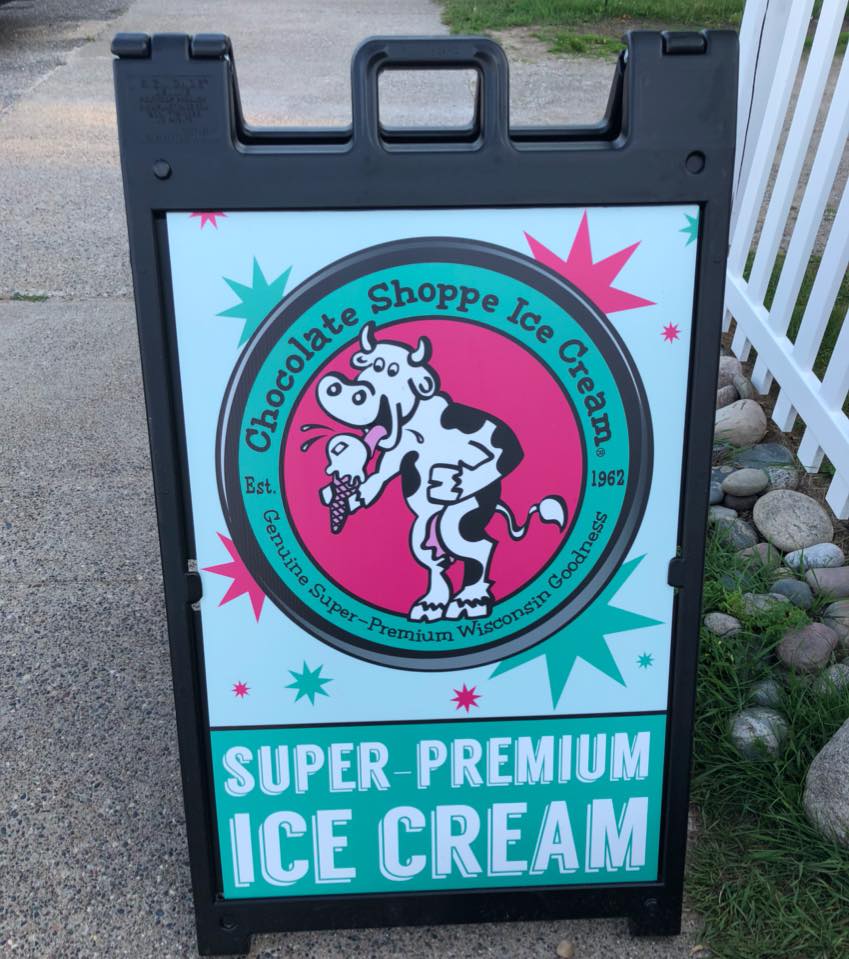 Chocolate Shoppe Ice Cream®
Est. 1962
Genuine Super-Premium Wisconsin Goodness
SUPER-PREMIUM
ICE CREAM